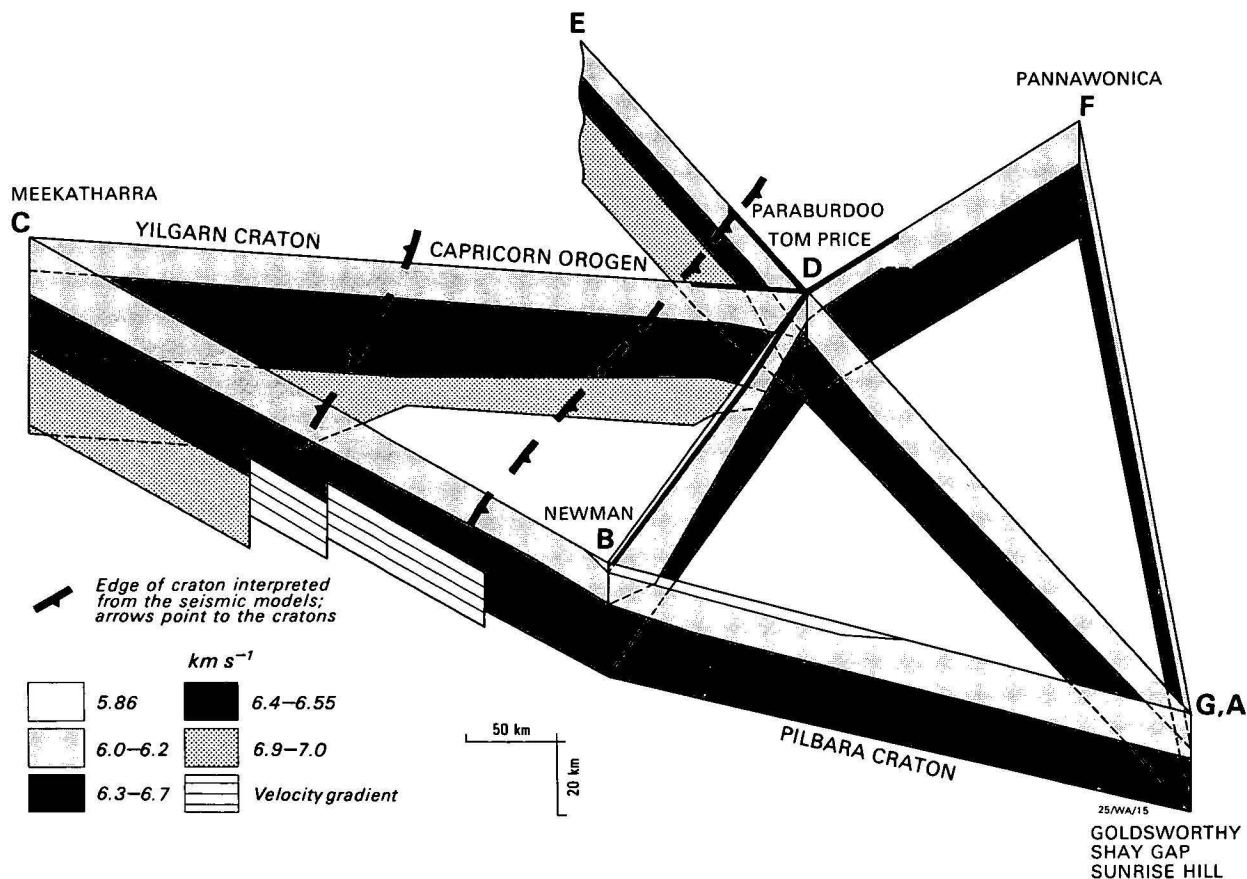 E
PANNAWONICA
F
MEEKATHARRA
C
YILGARN CRATON
CAPRICORN OROGEN
PARABURDOO
TOM PRICE
D
NEWMAN
B
Edge of craton interpreted
from the seismic models;
arrows point to the cratons
km s⁻¹
5.86
6.4–6.55
6.0–6.2
6.9–7.0
6.3–6.7
Velocity gradient
50 km
20 km
PILBARA CRATON
G,A
25/WA/15
GOLDSWORTHY
SHAY GAP
SUNRISE HILL